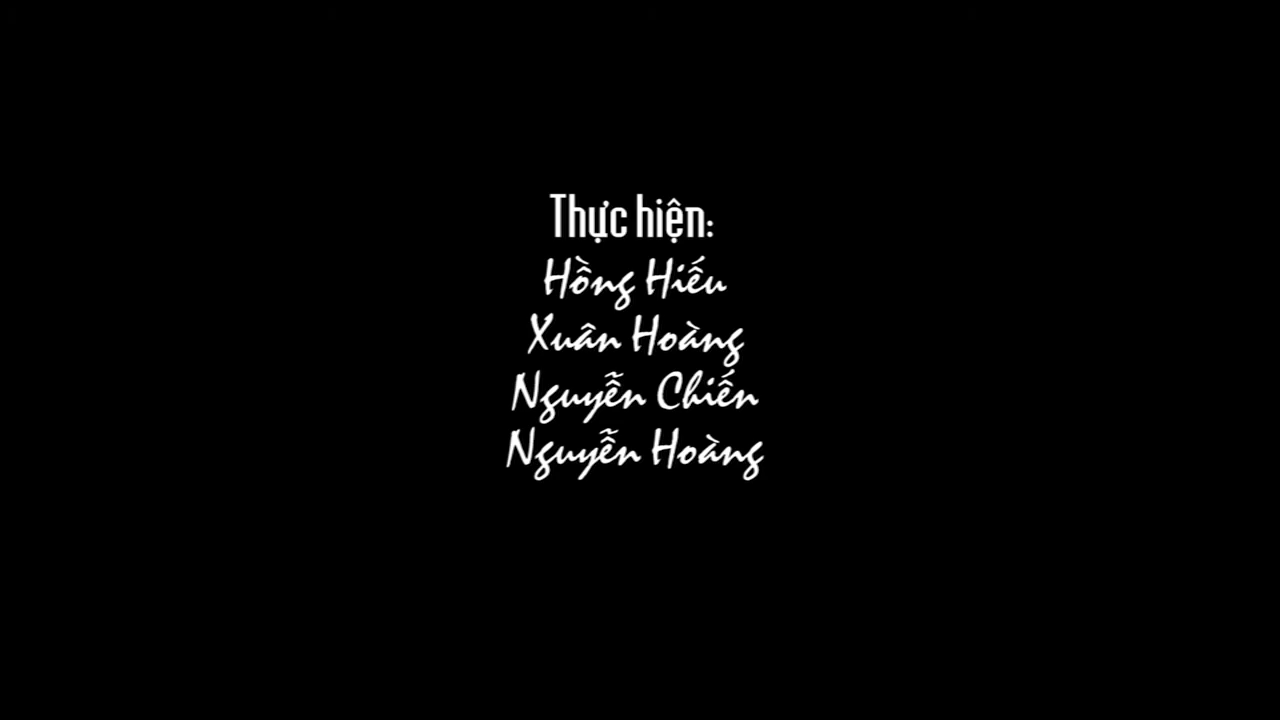 Thực hiện:
Hồng Hiếu
Xuân Hoàng
Nguyễn Chiến
Nguyễn Hoàng